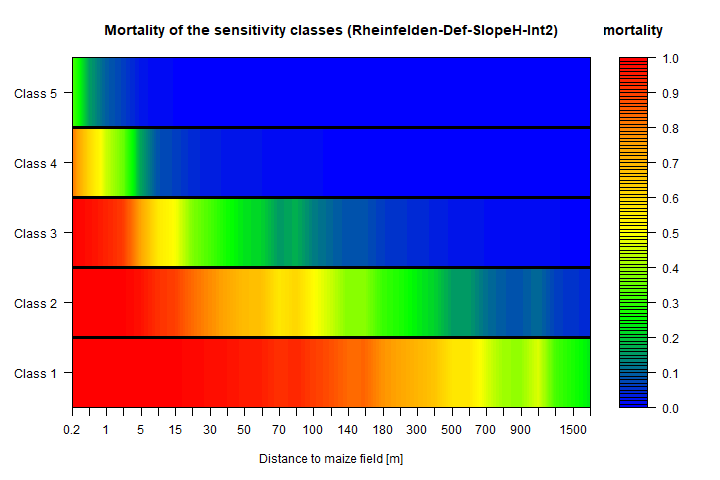 Mortality of the sensitivity classes (Rheinfelden-Def-SlopeH-Int2)
mortality
Class 5
Class 4
Class 3
Class 2
Class 1
1.0
0.9
0.8
0.7
0.6
0.5
0.4
0.3
0.2
0.1
0.0
0.2 1 5 15 30 50 70 100 140 180 300 500 700 900 1500
Distance to maize field [m]